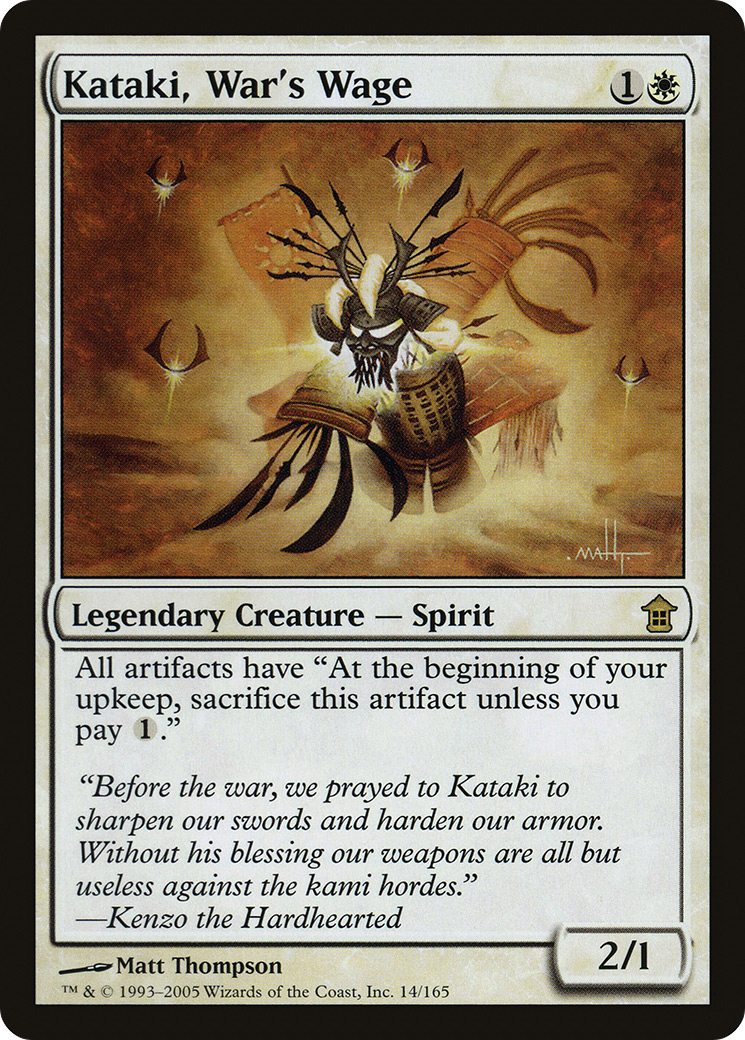 Kataki, War's Wage 1
MATT.
Legendary Creature — Spirit
All artifacts have “At the beginning of your
upkeep, sacrifice this artifact unless you
pay 1.”
“Before the war, we prayed to Kataki to
sharpen our swords and harden our armor.
Without his blessing our weapons are all but
useless against the kami hordes.”
—Kenzo the Hardhearted
2/1
Matt Thompson
™ & © 1993–2005 Wizards of the Coast, Inc. 14/165